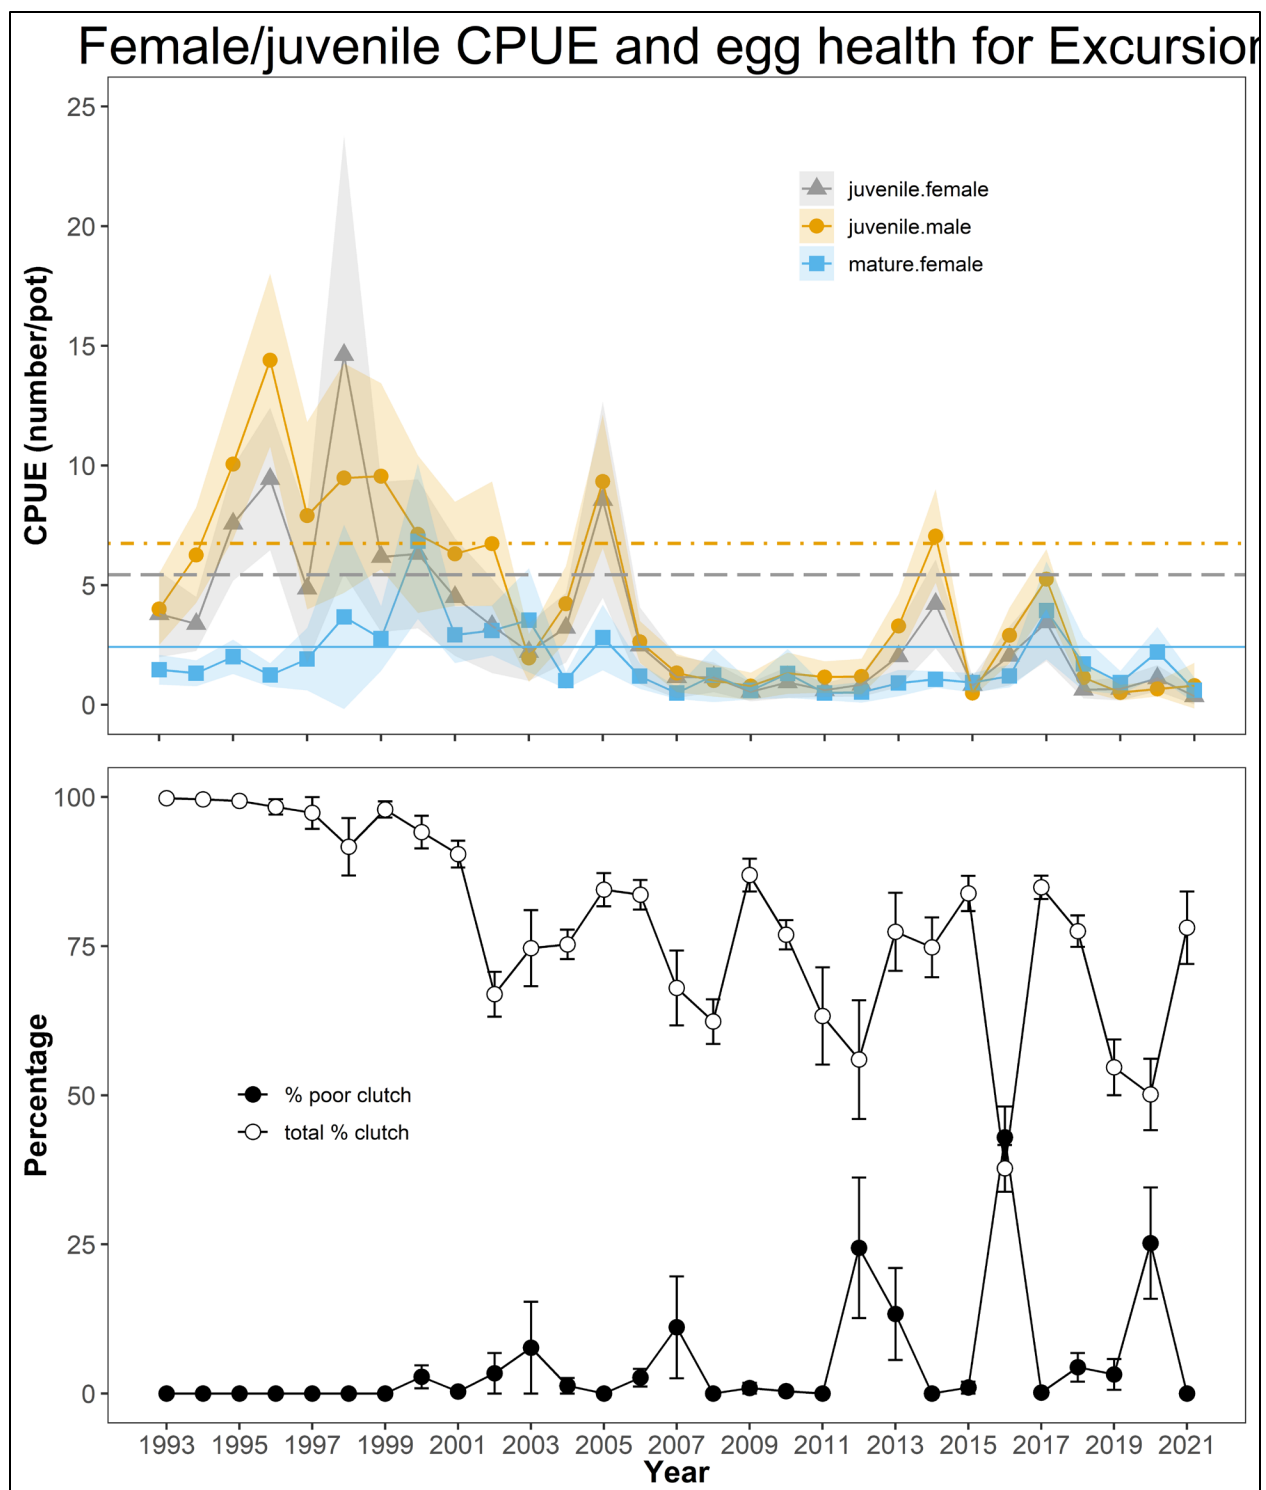 Female/juvenile CPUE and egg health for Excursion
CPUE (number/pot)
25
20
15
10
5
0
juvenile.female
juvenile.male
mature.female
Percentage
100
75
50
25
0
% poor clutch
total % clutch
1993 1995 1997 1999 2001 2003 2005 2007 2009 2011 2013 2015 2017 2019 2021
Year